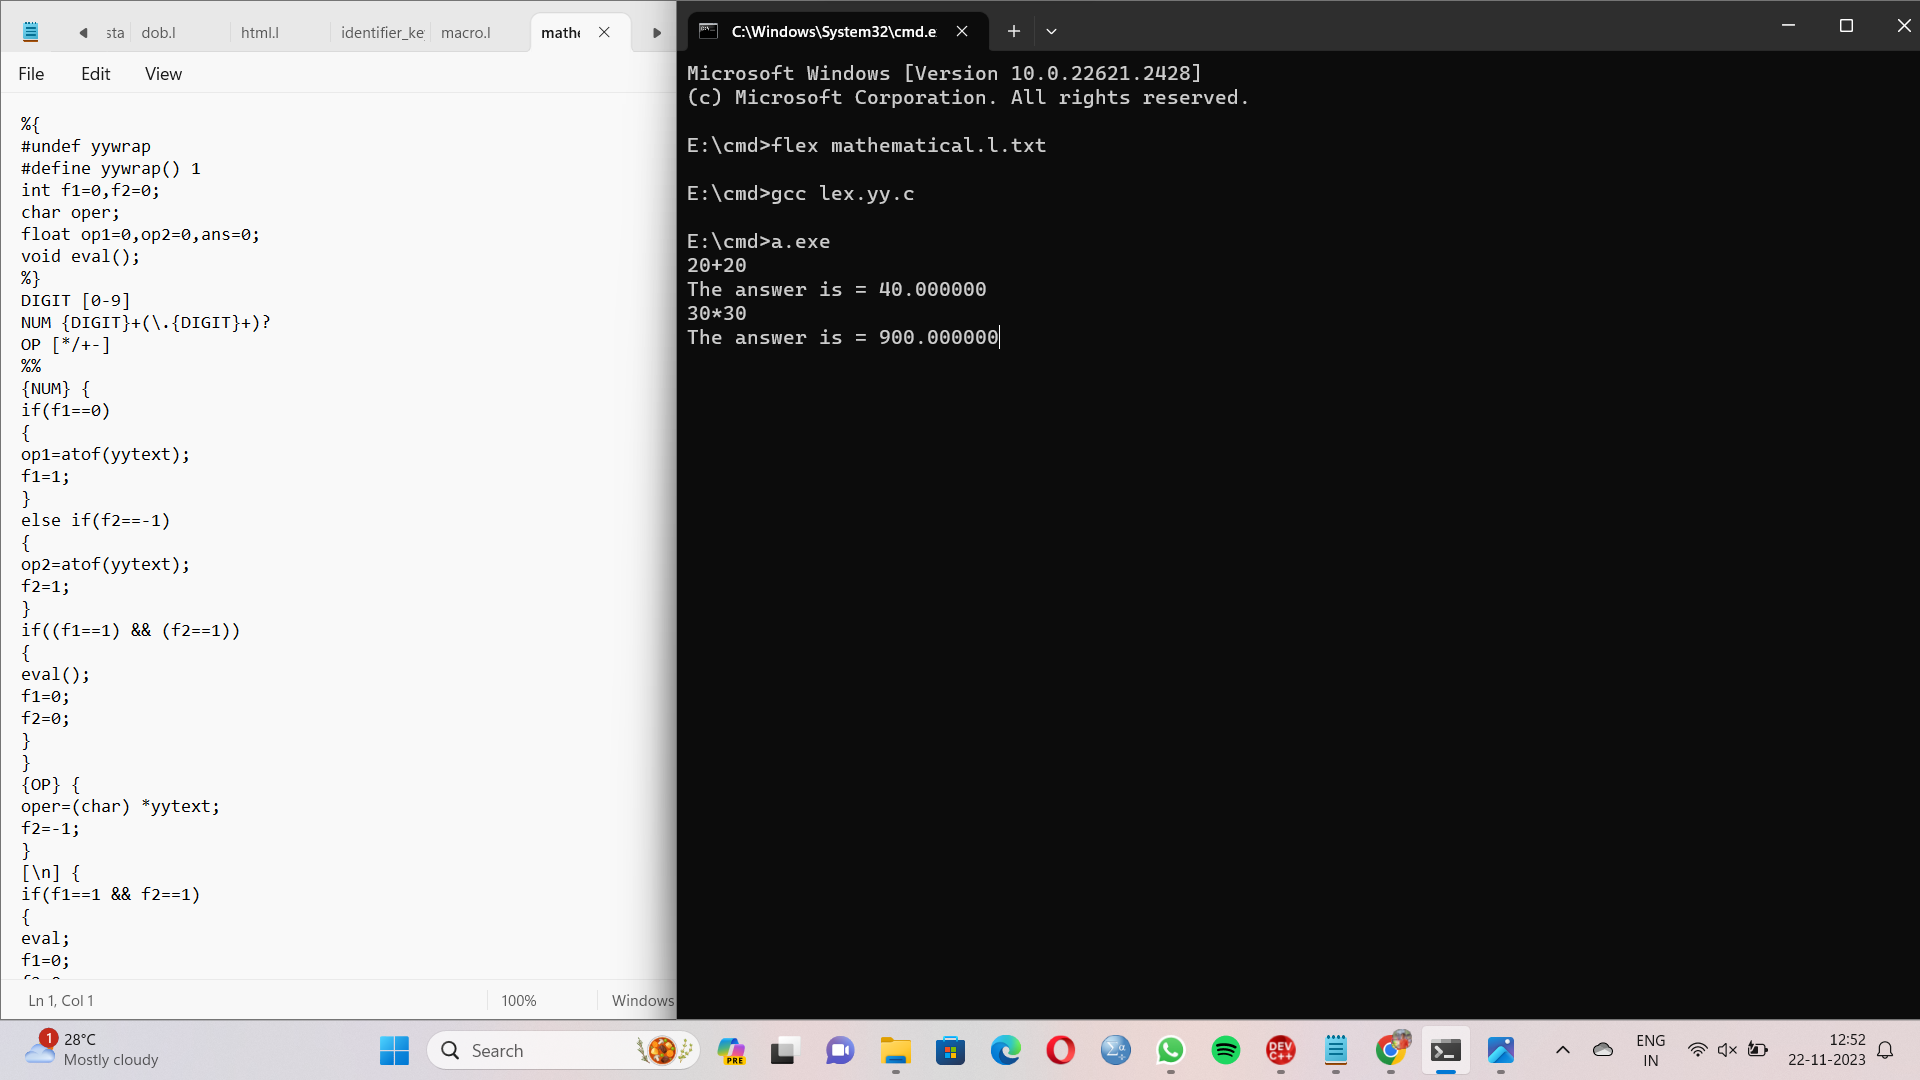 sta dob.l html.l identifier_ke macro.l mathe
File Edit View
%{
#undef yywrap
#define yywrap() 1
int f1=0,f2=0;
char oper;
float op1=0,op2=0,ans=0;
void eval();
%}
DIGIT [0-9]
NUM {DIGIT}+(\.{DIGIT}+)?
OP [*/+-]
%%
{NUM} {
if(f1==0)
{
op1=atof(yytext);
f1=1;
}
else if(f2==-1)
{
op2=atof(yytext);
f2=1;
}
if((f1==1) && (f2==1))
{
eval();
f1=0;
f2=0;
}
}
{OP} {
oper=(char) *yytext;
f2=-1;
}
[\n] {
if(f1==1 && f2==1)
{
eval;
f1=0;
Ln 1, Col 1 100% Windows
C:\Windows\System32\cmd.e
Microsoft Windows [Version 10.0.22621.2428]
(c) Microsoft Corporation. All rights reserved.
E:\cmd>flex mathematical.l.txt
E:\cmd>gcc lex.yy.c
E:\cmd>a.exe
20+20
The answer is = 40.000000
30*30
The answer is = 900.000000
1
28°C
Mostly cloudy
Search
PRE
DEV
C++
ENG
IN
12:52
22-11-2023